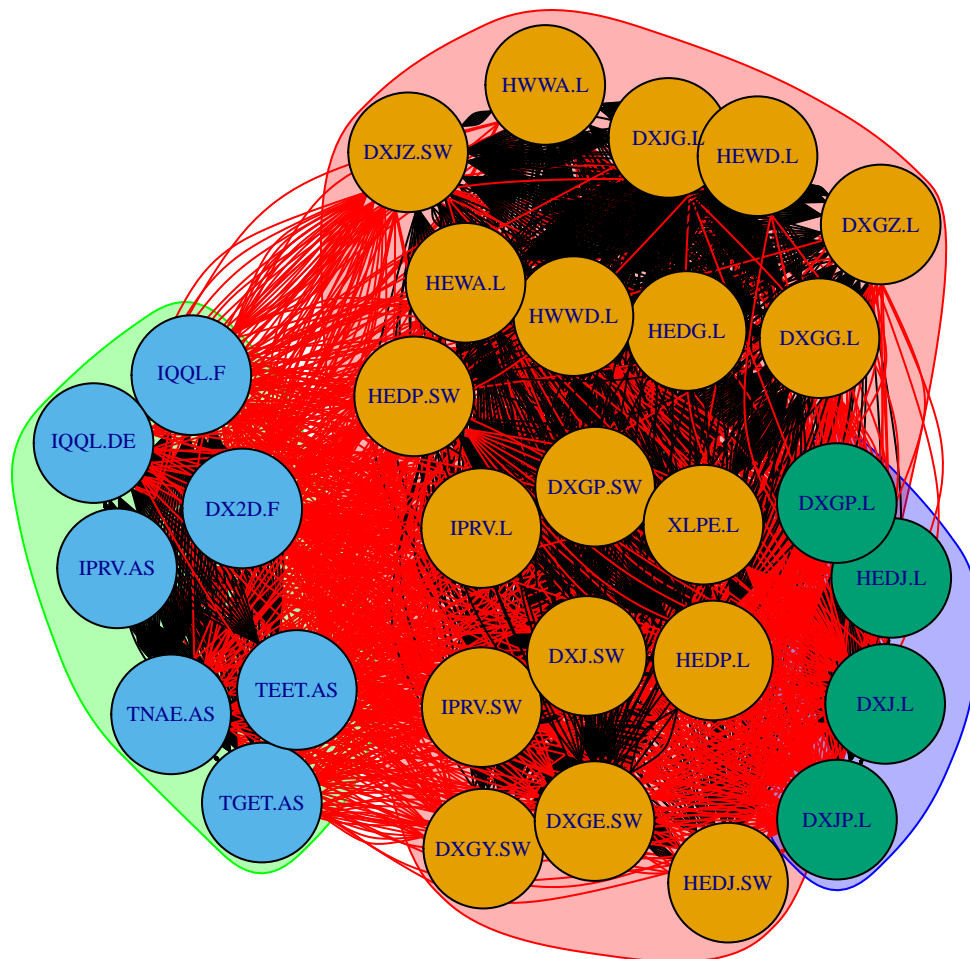 HWWA.L
DXJG.L
DXJZ.SW
HEWD.L
DXGZ.L
HEWA.L
HWWD.L
HEDG.L
DXGG.L
IQQL.F
HEDP.SW
IQQL.DE
DX2D.F
DXGP.SW
DXGP.L
IPRV.L
XLPE.L
IPRV.AS
HEDJ.L
DXJ.SW
HEDP.L
TEET.AS
DXJ.L
IPRV.SW
TNAE.AS
TGET.AS
DXGE.SW
DXJP.L
DXGY.SW
HEDJ.SW